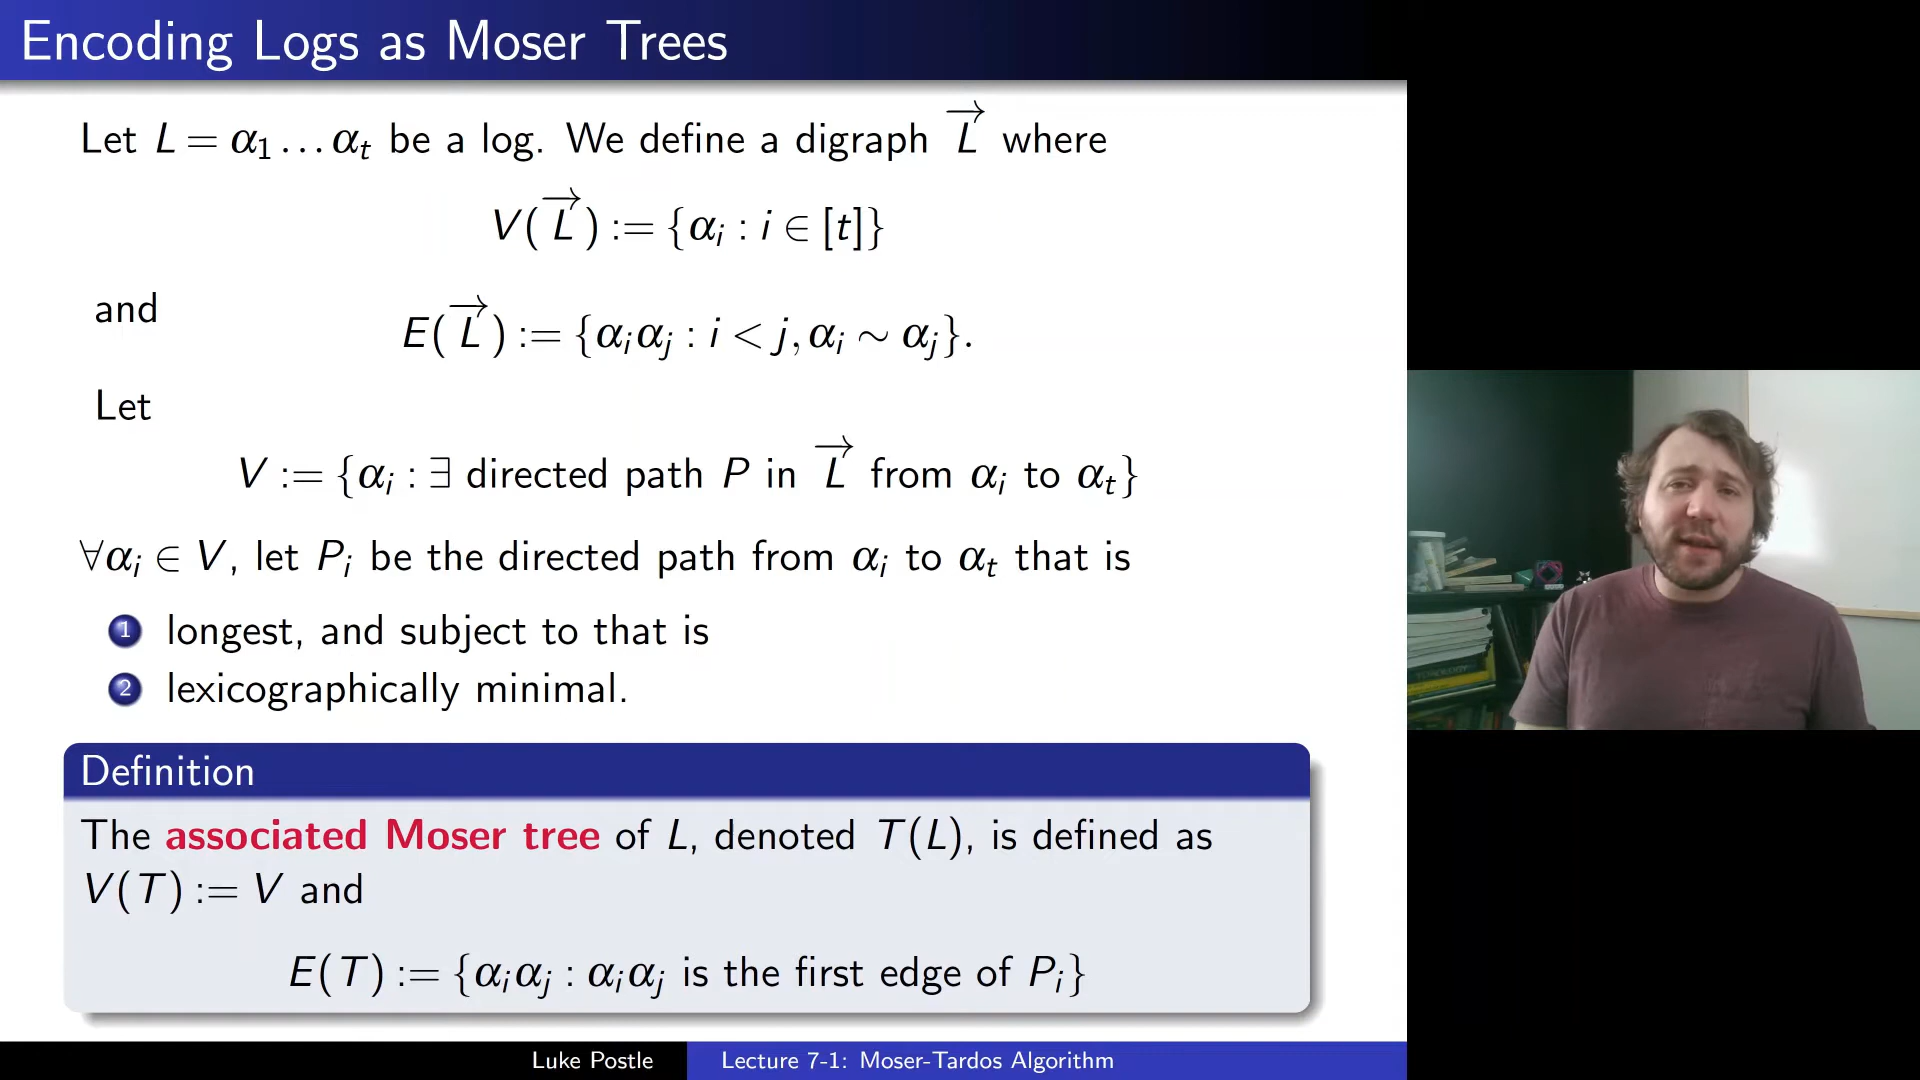 Encoding Logs as Moser Trees
Let L = α₁…αₜ be a log. We define a digraph L⃗ where
V(L⃗) := {αᵢ : i ∈ [t]}
and
E(L⃗) := {αᵢαⱼ : i < j, αᵢ ∼ αⱼ}.
Let
V := {αᵢ : ∃ directed path P in L⃗ from αᵢ to αₜ}
∀αᵢ ∈ V, let Pᵢ be the directed path from αᵢ to αₜ that is
1 longest, and subject to that is
2 lexicographically minimal.
Definition
The associated Moser tree of L, denoted T(L), is defined as
V(T) := V and
E(T) := {αᵢαⱼ : αᵢαⱼ is the first edge of Pᵢ}
Luke Postle Lecture 7-1: Moser-Tardos Algorithm